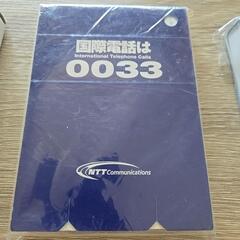 国際電話は
International Telephone Calls
0033
NTT Communications